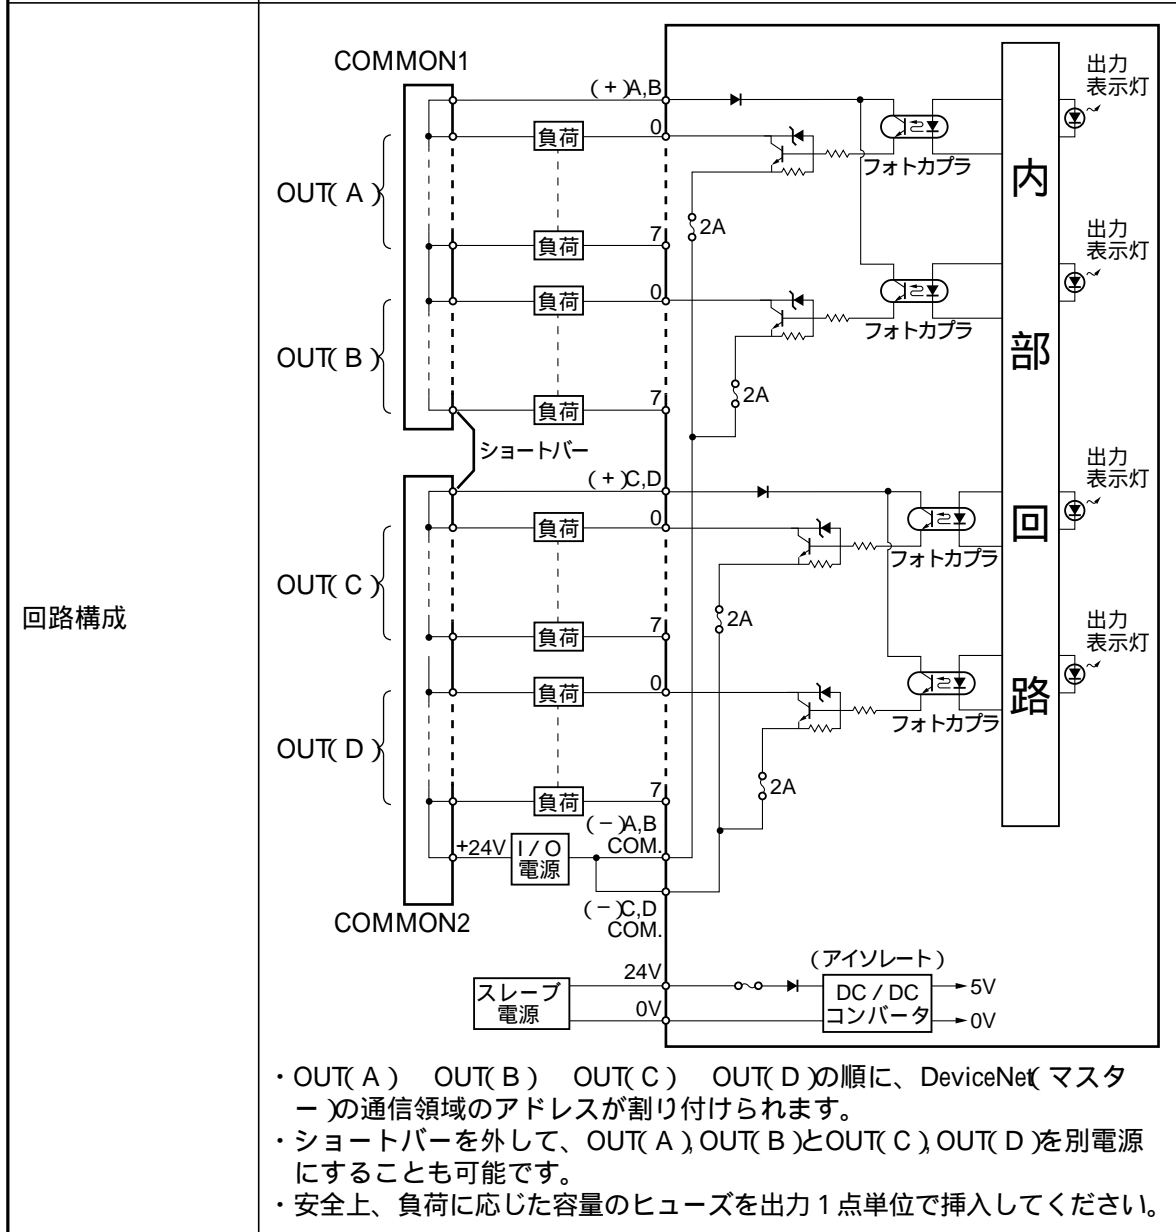 回路構成
COMMON1
(+)A,B
0
負荷
OUT(A)
7
負荷
0
負荷
OUT(B)
7
負荷
ショートバー
(+)C,D
0
負荷
OUT(C)
7
負荷
0
負荷
OUT(D)
7
負荷
(−)A,B
COM.
+24V
I/O
電源
(−)C,D
COM.
COMMON2
2A
2A
2A
2A
フォトカプラ
フォトカプラ
フォトカプラ
フォトカプラ
内部回路
出力
表示灯
出力
表示灯
出力
表示灯
出力
表示灯
スレーブ
電源
24V
0V
(アイソレート)
DC/DC
コンバータ
5V
0V
・OUT(A) OUT(B) OUT(C) OUT(D)の順に、DeviceNet(マスタ
ー)の通信領域のアドレスが割り付けられます。
・ショートバーを外して、OUT(A),OUT(B)とOUT(C),OUT(D)を別電源
にすることも可能です。
・安全上、負荷に応じた容量のヒューズを出力1点単位で挿入してください。